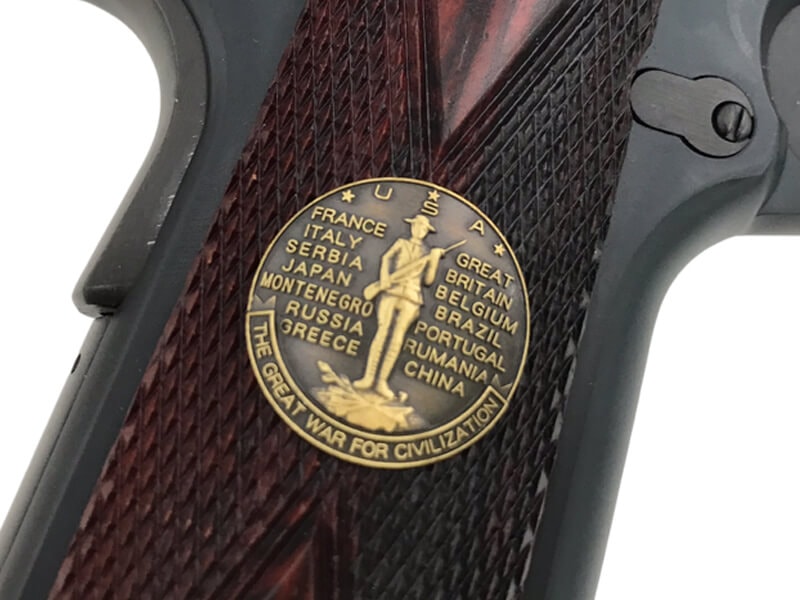 U S A
FRANCE
ITALY
SERBIA
JAPAN
MONTENEGRO
RUSSIA
GREECE
GREAT
BRITAIN
BELGIUM
BRAZIL
PORTUGAL
RUMANIA
CHINA
THE GREAT WAR FOR CIVILIZATION